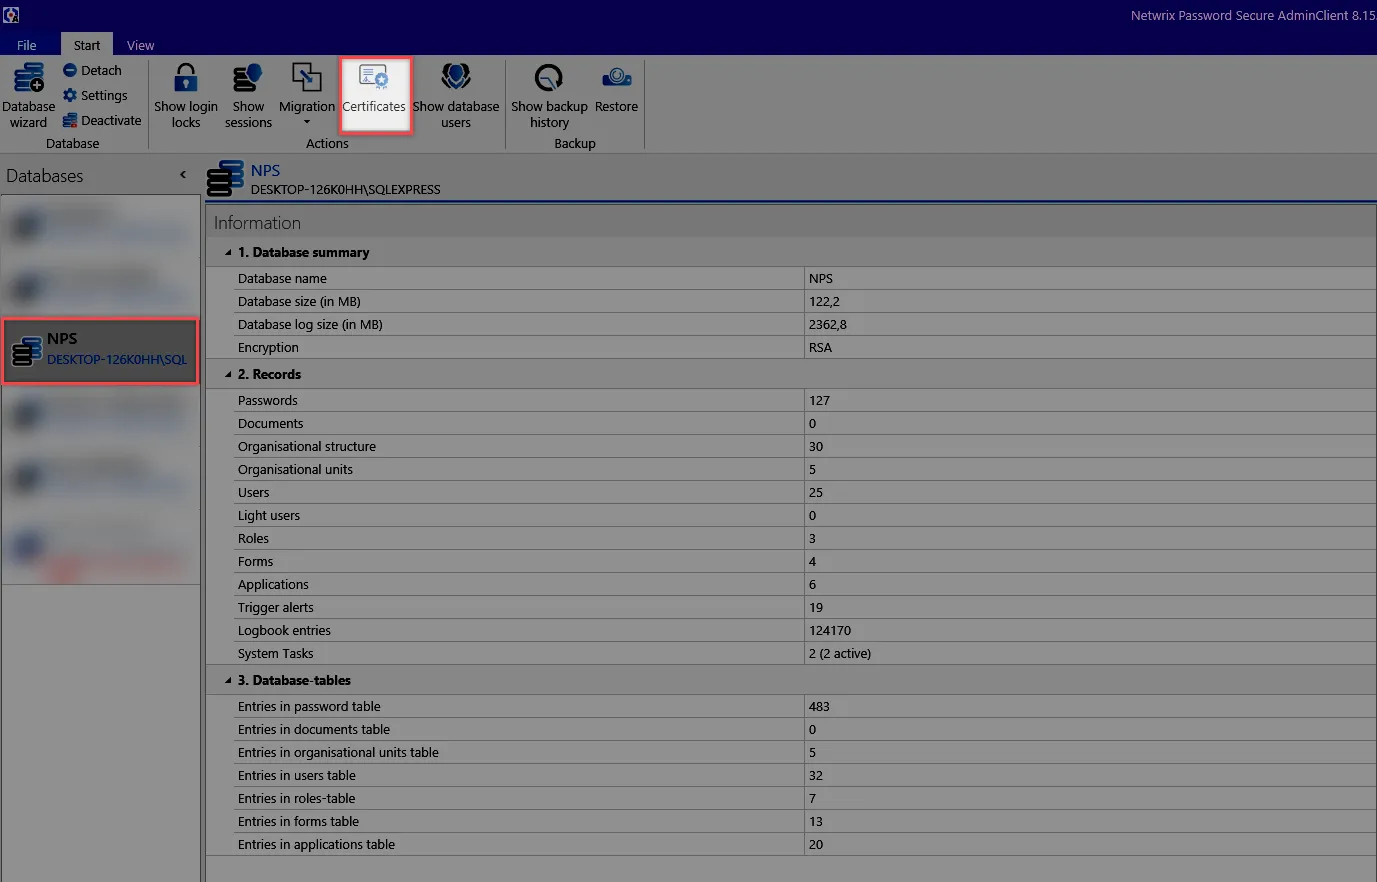 Netwrix Password Secure AdminClient 8.15
File Start View
Database wizard
Detach
Settings
Deactivate
Database
Show login locks
Show sessions
Migration
Certificates
Show database users
Actions
Show backup history
Restore
Backup
Databases
NPS
DESKTOP-126K0HH\SQL
NPS
DESKTOP-126K0HH\SQLEXPRESS
Information
1. Database summary
Database name NPS
Database size (in MB) 122,2
Database log size (in MB) 2362,8
Encryption RSA
2. Records
Passwords 127
Documents 0
Organisational structure 30
Organisational units 5
Users 25
Light users 0
Roles 3
Forms 4
Applications 6
Trigger alerts 19
Logbook entries 124170
System Tasks 2 (2 active)
3. Database-tables
Entries in password table 483
Entries in documents table 0
Entries in organisational units table 5
Entries in users table 32
Entries in roles-table 7
Entries in forms table 13
Entries in applications table 20